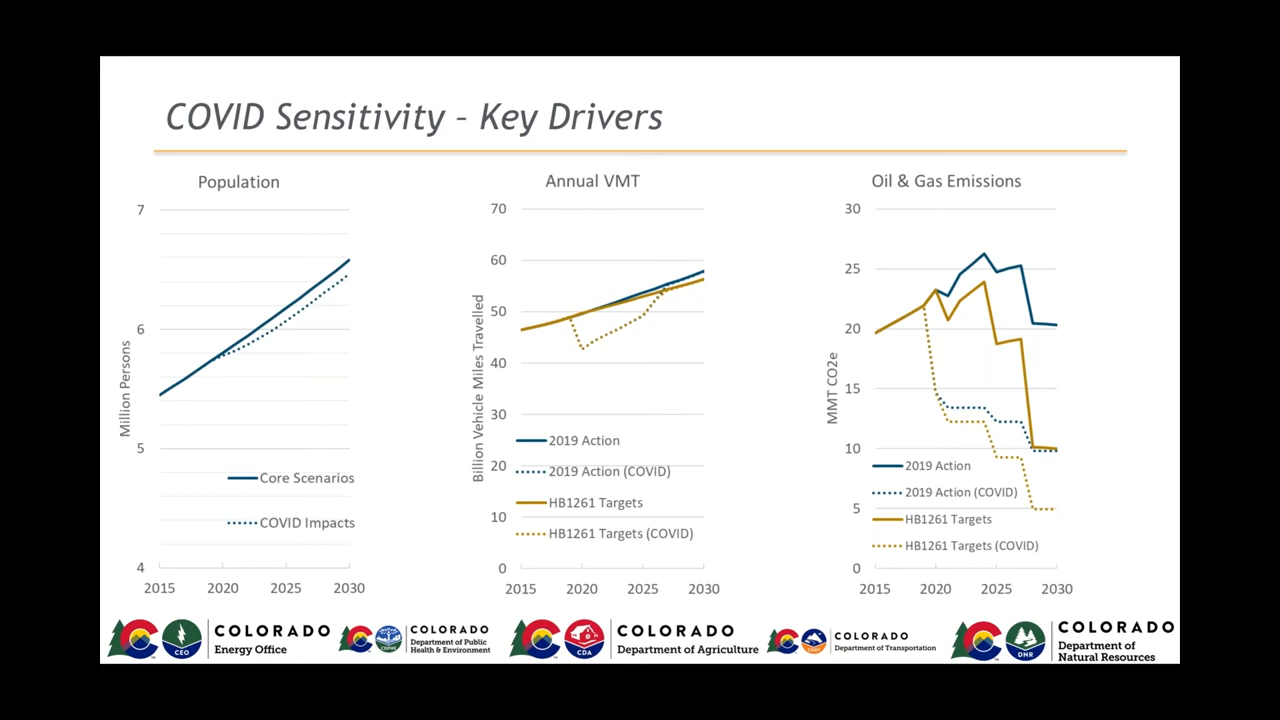 COVID Sensitivity – Key Drivers
Population
7
6
5
4
Million Persons
Core Scenarios
COVID Impacts
2015 2020 2025 2030
Annual VMT
70
60
50
40
30
20
10
0
Billion Vehicle Miles Travelled
2019 Action
2019 Action (COVID)
HB1261 Targets
HB1261 Targets (COVID)
2015 2020 2025 2030
Oil & Gas Emissions
30
25
20
15
10
5
0
MMT CO2e
2019 Action
2019 Action (COVID)
HB1261 Targets
HB1261 Targets (COVID)
2015 2020 2025 2030
CEO
COLORADO
Energy Office
CDPHE
COLORADO
Department of Public
Health & Environment
CDA
COLORADO
Department of Agriculture
CDOT
COLORADO
Department of Transportation
DNR
COLORADO
Department of
Natural Resources